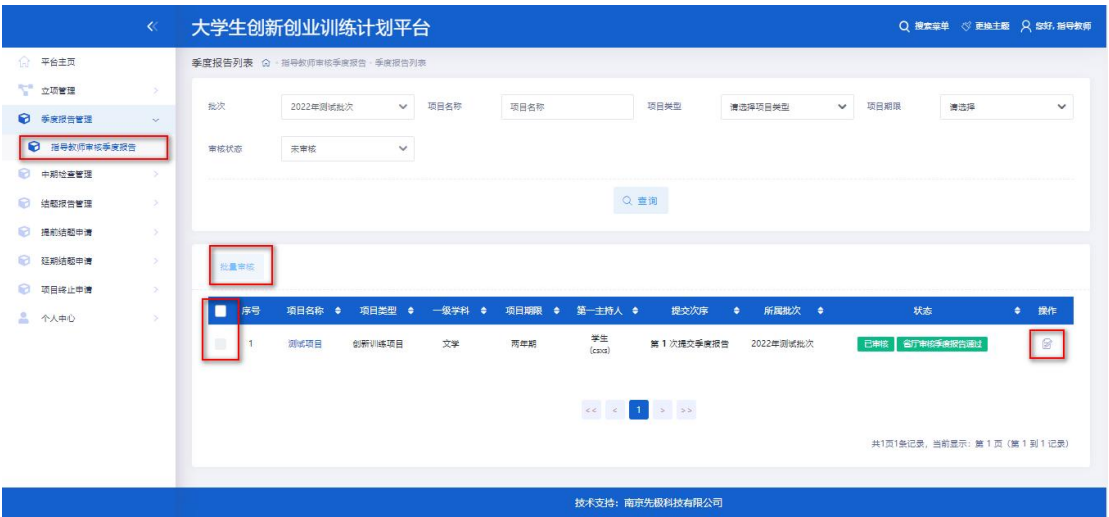 大学生创新创业训练计划平台
搜索菜单 更换主题 您好, 指导教师
平台主页
立项管理
季度报告管理
指导教师审核季度报告
中期检查管理
结题报告管理
提前结题申请
延期结题申请
项目终止申请
个人中心
季度报告列表 - 指导教师审核季度报告 - 季度报告列表
批次 2022年测试批次 项目名称 项目名称 项目类型 请选择项目类型 项目期限 请选择
审核状态 未审核
查询
批量审核
序号 项目名称 项目类型 一级学科 项目期限 第一主持人 提交次序 所属批次 状态 操作
1 测试项目 创新训练项目 文学 两年期 学生 (csxs) 第 1 次提交季度报告 2022年测试批次 已审核 省厅审核季度报告通过
<< < 1 > >>
共1页1条记录, 当前显示: 第 1 页 (第 1 到 1 记录)
技术支持: 南京先极科技有限公司